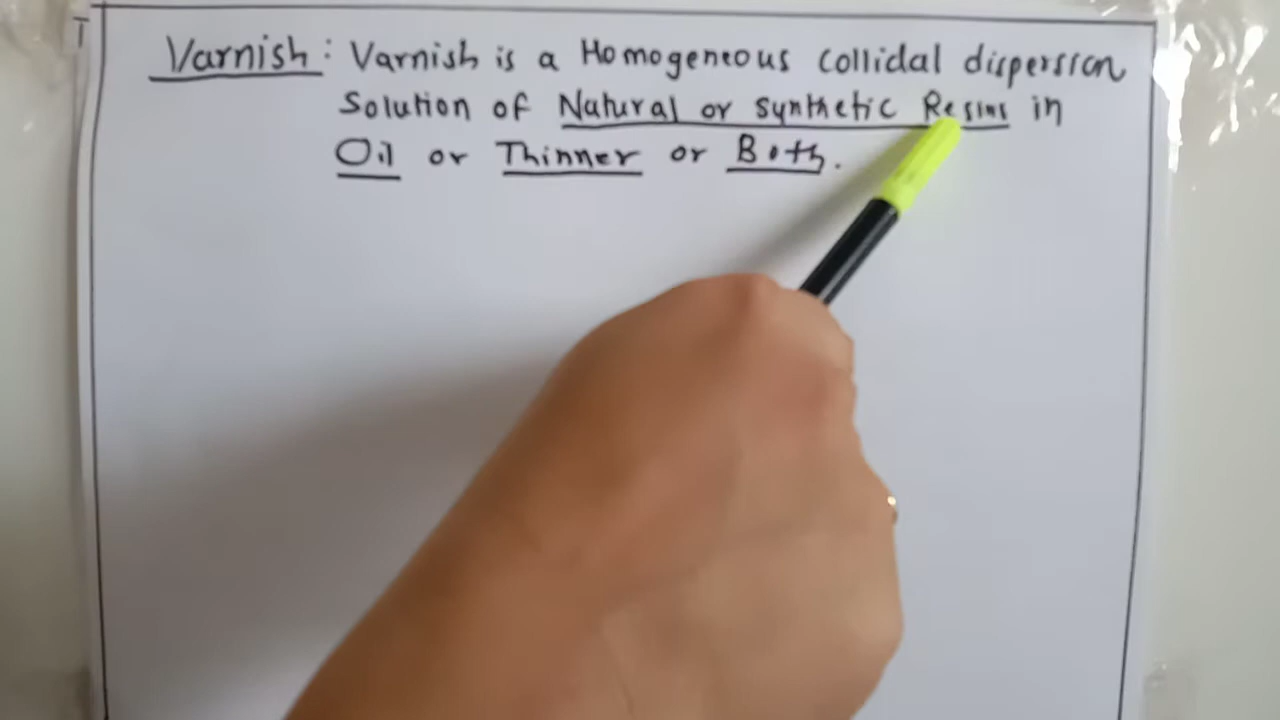 Varnish : Varnish is a Homogeneous collidal dispersion
Solution of Natural or synthetic Resins in
Oil or Thinner or Both.